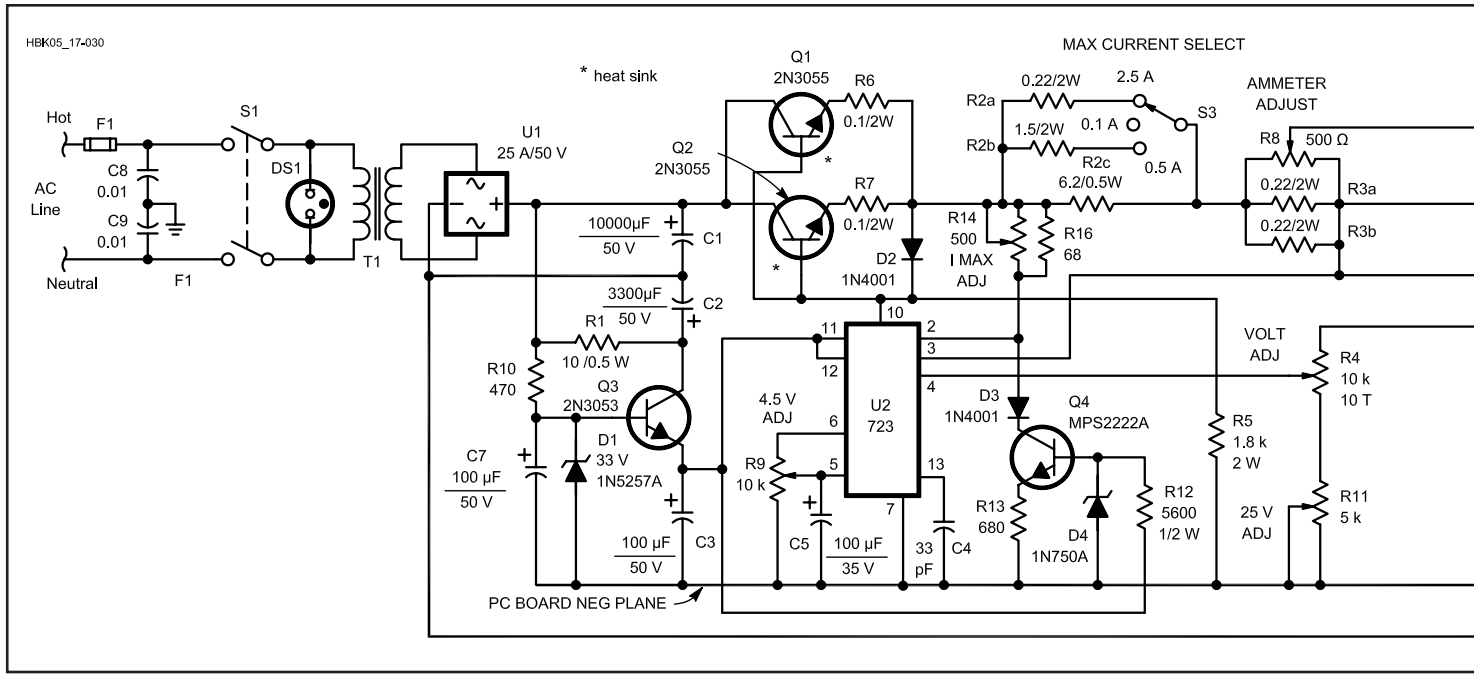 HBK05_17-030
MAX CURRENT SELECT
* heat sink
Q1
2N3055
R6
0.1/2W
*
Q2
2N3055
R7
0.1/2W
*
Hot
F1
S1
C8
0.01
AC
Line
C9
0.01
DS1
Neutral
F1
T1
U1
25 A/50 V
–
+
R2a
0.22/2W
2.5 A
0.1 A
S3
R2b
1.5/2W
0.5 A
R2c
6.2/0.5W
AMMETER
ADJUST
R8
500 Ω
0.22/2W
R3a
0.22/2W
R3b
+
10000µF
50 V
C1
3300µF
50 V
C2
+
R1
10 /0.5 W
R10
470
Q3
2N3053
D2
1N4001
R14
500
I MAX
ADJ
R16
68
D1
33 V
1N5257A
+
C7
100 µF
50 V
+
100 µF
50 V
C3
4.5 V
ADJ
R9
10 k
+
C5
100 µF
35 V
10
11
12
2
3
4
U2
723
6
5
13
7
33
pF
C4
D3
1N4001
Q4
MPS2222A
R13
680
D4
1N750A
R12
5600
1/2 W
R5
1.8 k
2 W
VOLT
ADJ
R4
10 k
10 T
25 V
ADJ
R11
5 k
PC BOARD NEG PLANE